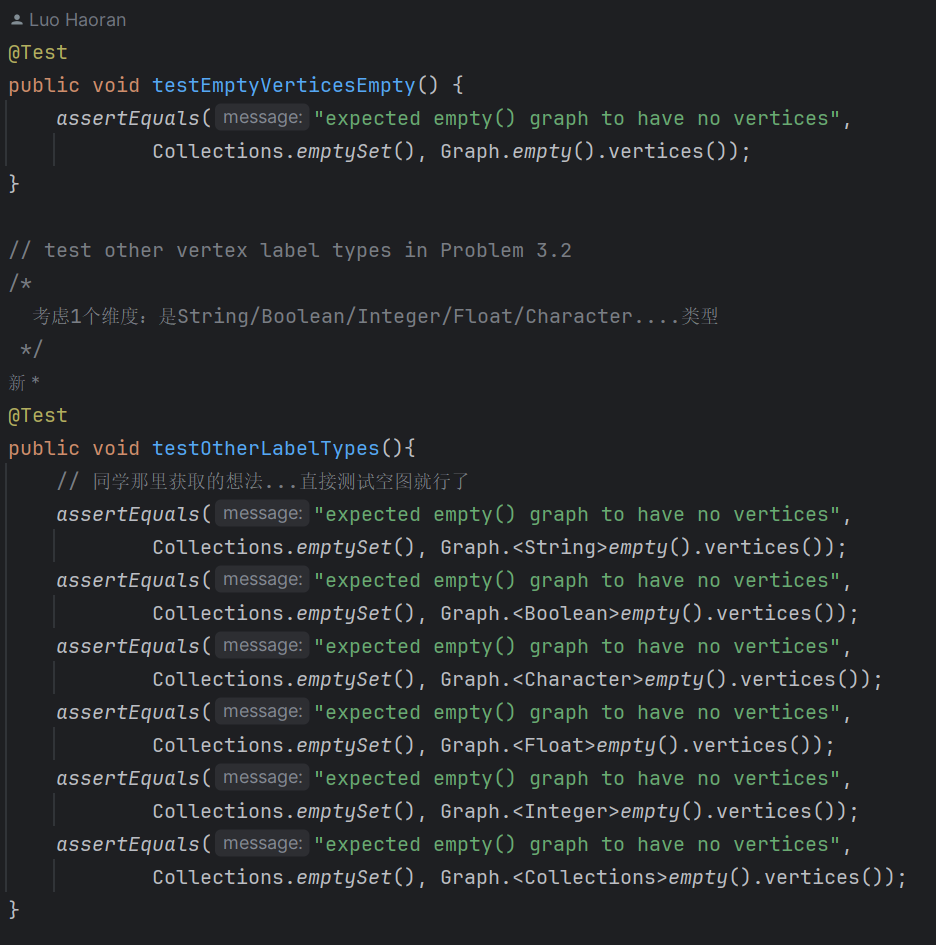 Luo Haoran
@Test
public void testEmptyVerticesEmpty() {
assertEquals( message: "expected empty() graph to have no vertices",
Collections.emptySet(), Graph.empty().vertices());
}
// test other vertex label types in Problem 3.2
/*
考虑1个维度：是String/Boolean/Integer/Float/Character....类型
*/
新 *
@Test
public void testOtherLabelTypes(){
// 同学那里获取的想法...直接测试空图就行了
assertEquals( message: "expected empty() graph to have no vertices",
Collections.emptySet(), Graph.<String>empty().vertices());
assertEquals( message: "expected empty() graph to have no vertices",
Collections.emptySet(), Graph.<Boolean>empty().vertices());
assertEquals( message: "expected empty() graph to have no vertices",
Collections.emptySet(), Graph.<Character>empty().vertices());
assertEquals( message: "expected empty() graph to have no vertices",
Collections.emptySet(), Graph.<Float>empty().vertices());
assertEquals( message: "expected empty() graph to have no vertices",
Collections.emptySet(), Graph.<Integer>empty().vertices());
assertEquals( message: "expected empty() graph to have no vertices",
Collections.emptySet(), Graph.<Collections>empty().vertices());
}